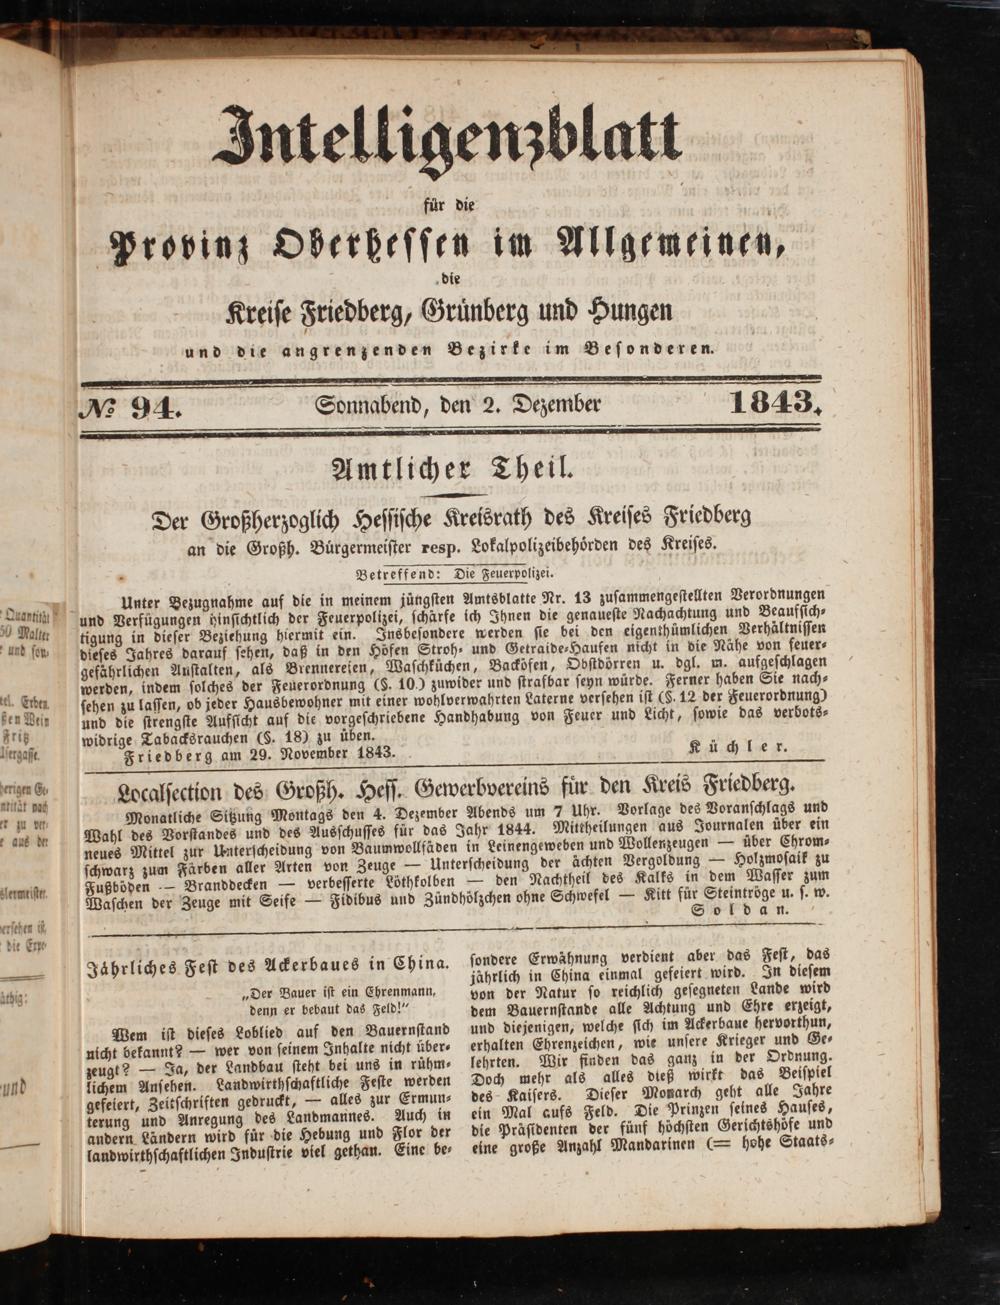 Intelligenzblatt
für die
Provinz Oberhessen im Allgemeinen,
die
Kreise Friedberg, Grünberg und Hungen
und die angrenzenden Bezirke im Besonderen.
№ 94. Sonnabend, den 2. Dezember 1843.
Amtlicher Theil.
Der Großherzoglich Hessische Kreisrath des Kreises Friedberg
an die Großh. Bürgermeister resp. Lokalpolizeibehörden des Kreises.
Betreffend: Die Feuerpolizei.
Unter Bezugnahme auf die in meinem jüngsten Amtsblatte Nr. 13 zusammengestellten Verordnungen
und Verfügungen hinsichtlich der Feuerpolizei, schärfe ich Ihnen die genaueste Nachachtung und Beaufsich-
tigung in dieser Beziehung hiermit ein. Insbesondere werden sie bei den eigenthümlichen Verhältnissen
dieses Jahres darauf sehen, daß in den Höfen Stroh- und Getraide-Haufen nicht in die Nähe von feuer-
gefährlichen Anstalten, als Brennereien, Waschküchen, Backösen, Obstdörren u. dgl. m. aufgeschlagen
werden, indem solches der Feuerordnung (§. 10.) zuwider und strafbar seyn würde. Ferner haben Sie nach-
sehen zu lassen, ob jeder Hausbewohner mit einer wohlverwahrten Laterne versehen ist (§. 12 der Feuerordnung)
und die strengste Aufsicht auf die vorgeschriebene Handhabung von Feuer und Licht, sowie das verbots-
widrige Tabacksrauchen (§. 18) zu üben.
Friedberg am 29. November 1843. Küchler.
Localsection des Großh. Hess. Gewerbvereins für den Kreis Friedberg.
Monatliche Sitzung Montags den 4. Dezember Abends um 7 Uhr. Vorlage des Voranschlags und
Wahl des Vorstandes und des Ausschusses für das Jahr 1844. Mittheilungen aus Journalen über ein
neues Mittel zur Unterscheidung von Baumwollfäden in Leinengeweben und Wollenzeugen — über Chrom-
schwarz zum Färben aller Arten von Zeuge — Unterscheidung der ächten Vergoldung — Holzmosaik zu
Fußböden — Branddecken — verbesserte Löthkolben — den Nachtheil des Kalks in dem Wasser zum
Waschen der Zeuge mit Seife — Fidibus und Zündhölzchen ohne Schwefel — Kitt für Steintröge u. s. w.
Soldan.
Jährliches Fest des Ackerbaues in China.
„Der Bauer ist ein Ehrenmann,
denn er bebaut das Feld!"
Wem ist dieses Loblied auf den Bauernstand
nicht bekannt? — wer von seinem Inhalte nicht über-
zeugt? — Ja, der Landbau steht bei uns in rühm-
lichem Ansehen. Landwirthschaftliche Feste werden
gefeiert, Zeitschriften gedruckt, — alles zur Ermun-
terung und Anregung des Landmannes. Auch in
andern Ländern wird für die Hebung und Flor der
landwirthschaftlichen Industrie viel gethan. Eine be-
sondere Erwähnung verdient aber das Fest, das
jährlich in China einmal gefeiert wird. In diesem
von der Natur so reichlich gesegneten Lande wird
dem Bauernstande alle Achtung und Ehre erzeigt,
und diejenigen, welche sich im Ackerbaue hervorthun,
erhalten Ehrenzeichen, wie unsere Krieger und Ge-
lehrten. Wir finden das ganz in der Ordnung.
Doch mehr als alles dieß wirkt das Beispiel
des Kaisers. Dieser Monarch geht alle Jahre
ein Mal aufs Feld. Die Prinzen seines Hauses,
die Präsidenten der fünf höchsten Gerichtshöfe und
eine große Anzahl Mandarinen (= hohe Staats-